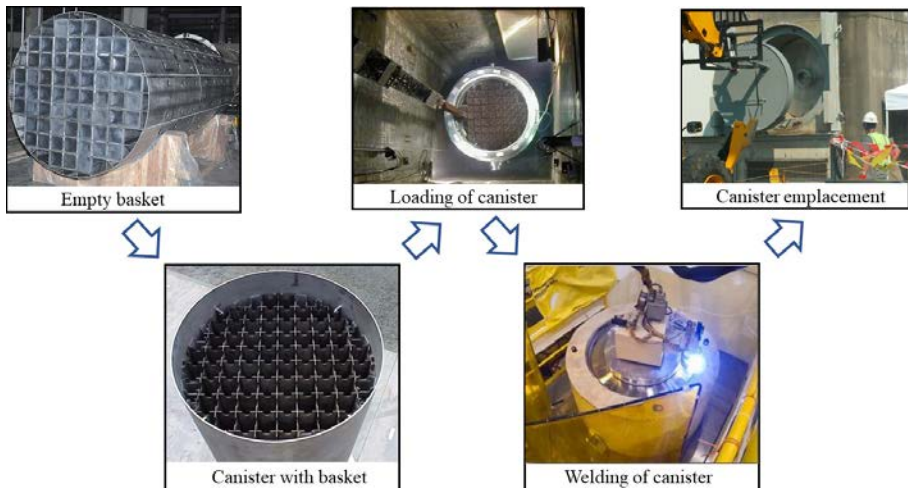 Empty basket
Loading of canister
Canister emplacement
Canister with basket
Welding of canister